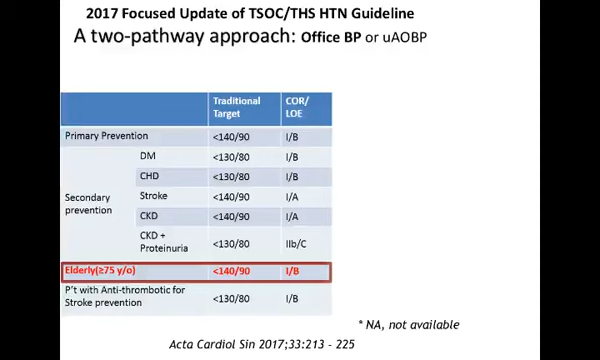 2017 Focused Update of TSOC/THS HTN Guideline
A two-pathway approach: office BP or uAOBP
Traditional Target COR/ LOE
Primary Prevention <140/90 I/B
Secondary prevention
DM <130/80 I/B
CHD <130/80 I/B
Stroke <140/90 I/A
CKD <140/90 I/A
CKD + Proteinuria <130/80 IIb/C
Elderly(≥75 y/o) <140/90 I/B
P't with Anti-thrombotic for Stroke prevention <130/80 I/B
* NA, not available
Acta Cardiol Sin 2017;33:213 - 225